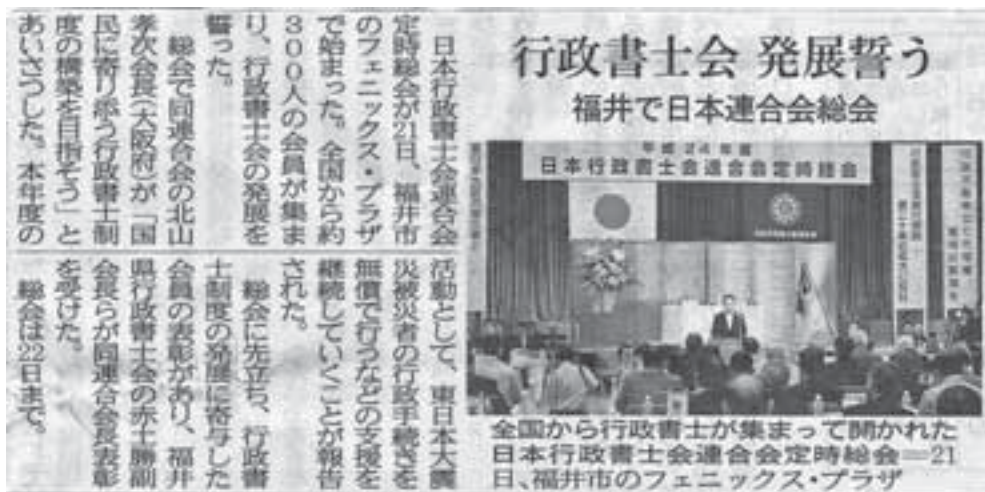 行政書士会 発展誓う
福井で日本連合会総会
日本行政書士会連合会
定時総会が21日、福井市
のフェニックス・プラザ
で始まった。全国から約
300人の会員が集ま
り、行政書士会の発展を
誓った。
総会で同連合会の北山
孝次会長(大阪府)が「国
民に寄り添う行政書士制
度の構築を目指そう」と
あいさつした。本年度の
活動として、東日本大震
災被災者の行政手続きを
無償で行うなどの支援を
継続していくことが報告
された。
総会に先立ち、行政書
士制度の発展に寄与した
会員の表彰があり、福井
県行政書士会の赤土勝副
会長らが同連合会長表彰
を受けた。
総会は22日まで。
平成24年度
日本行政書士会連合会定時総会
全国から行政書士が集まって開かれた
日本行政書士会連合会定時総会=21
日、福井市のフェニックス・プラザ